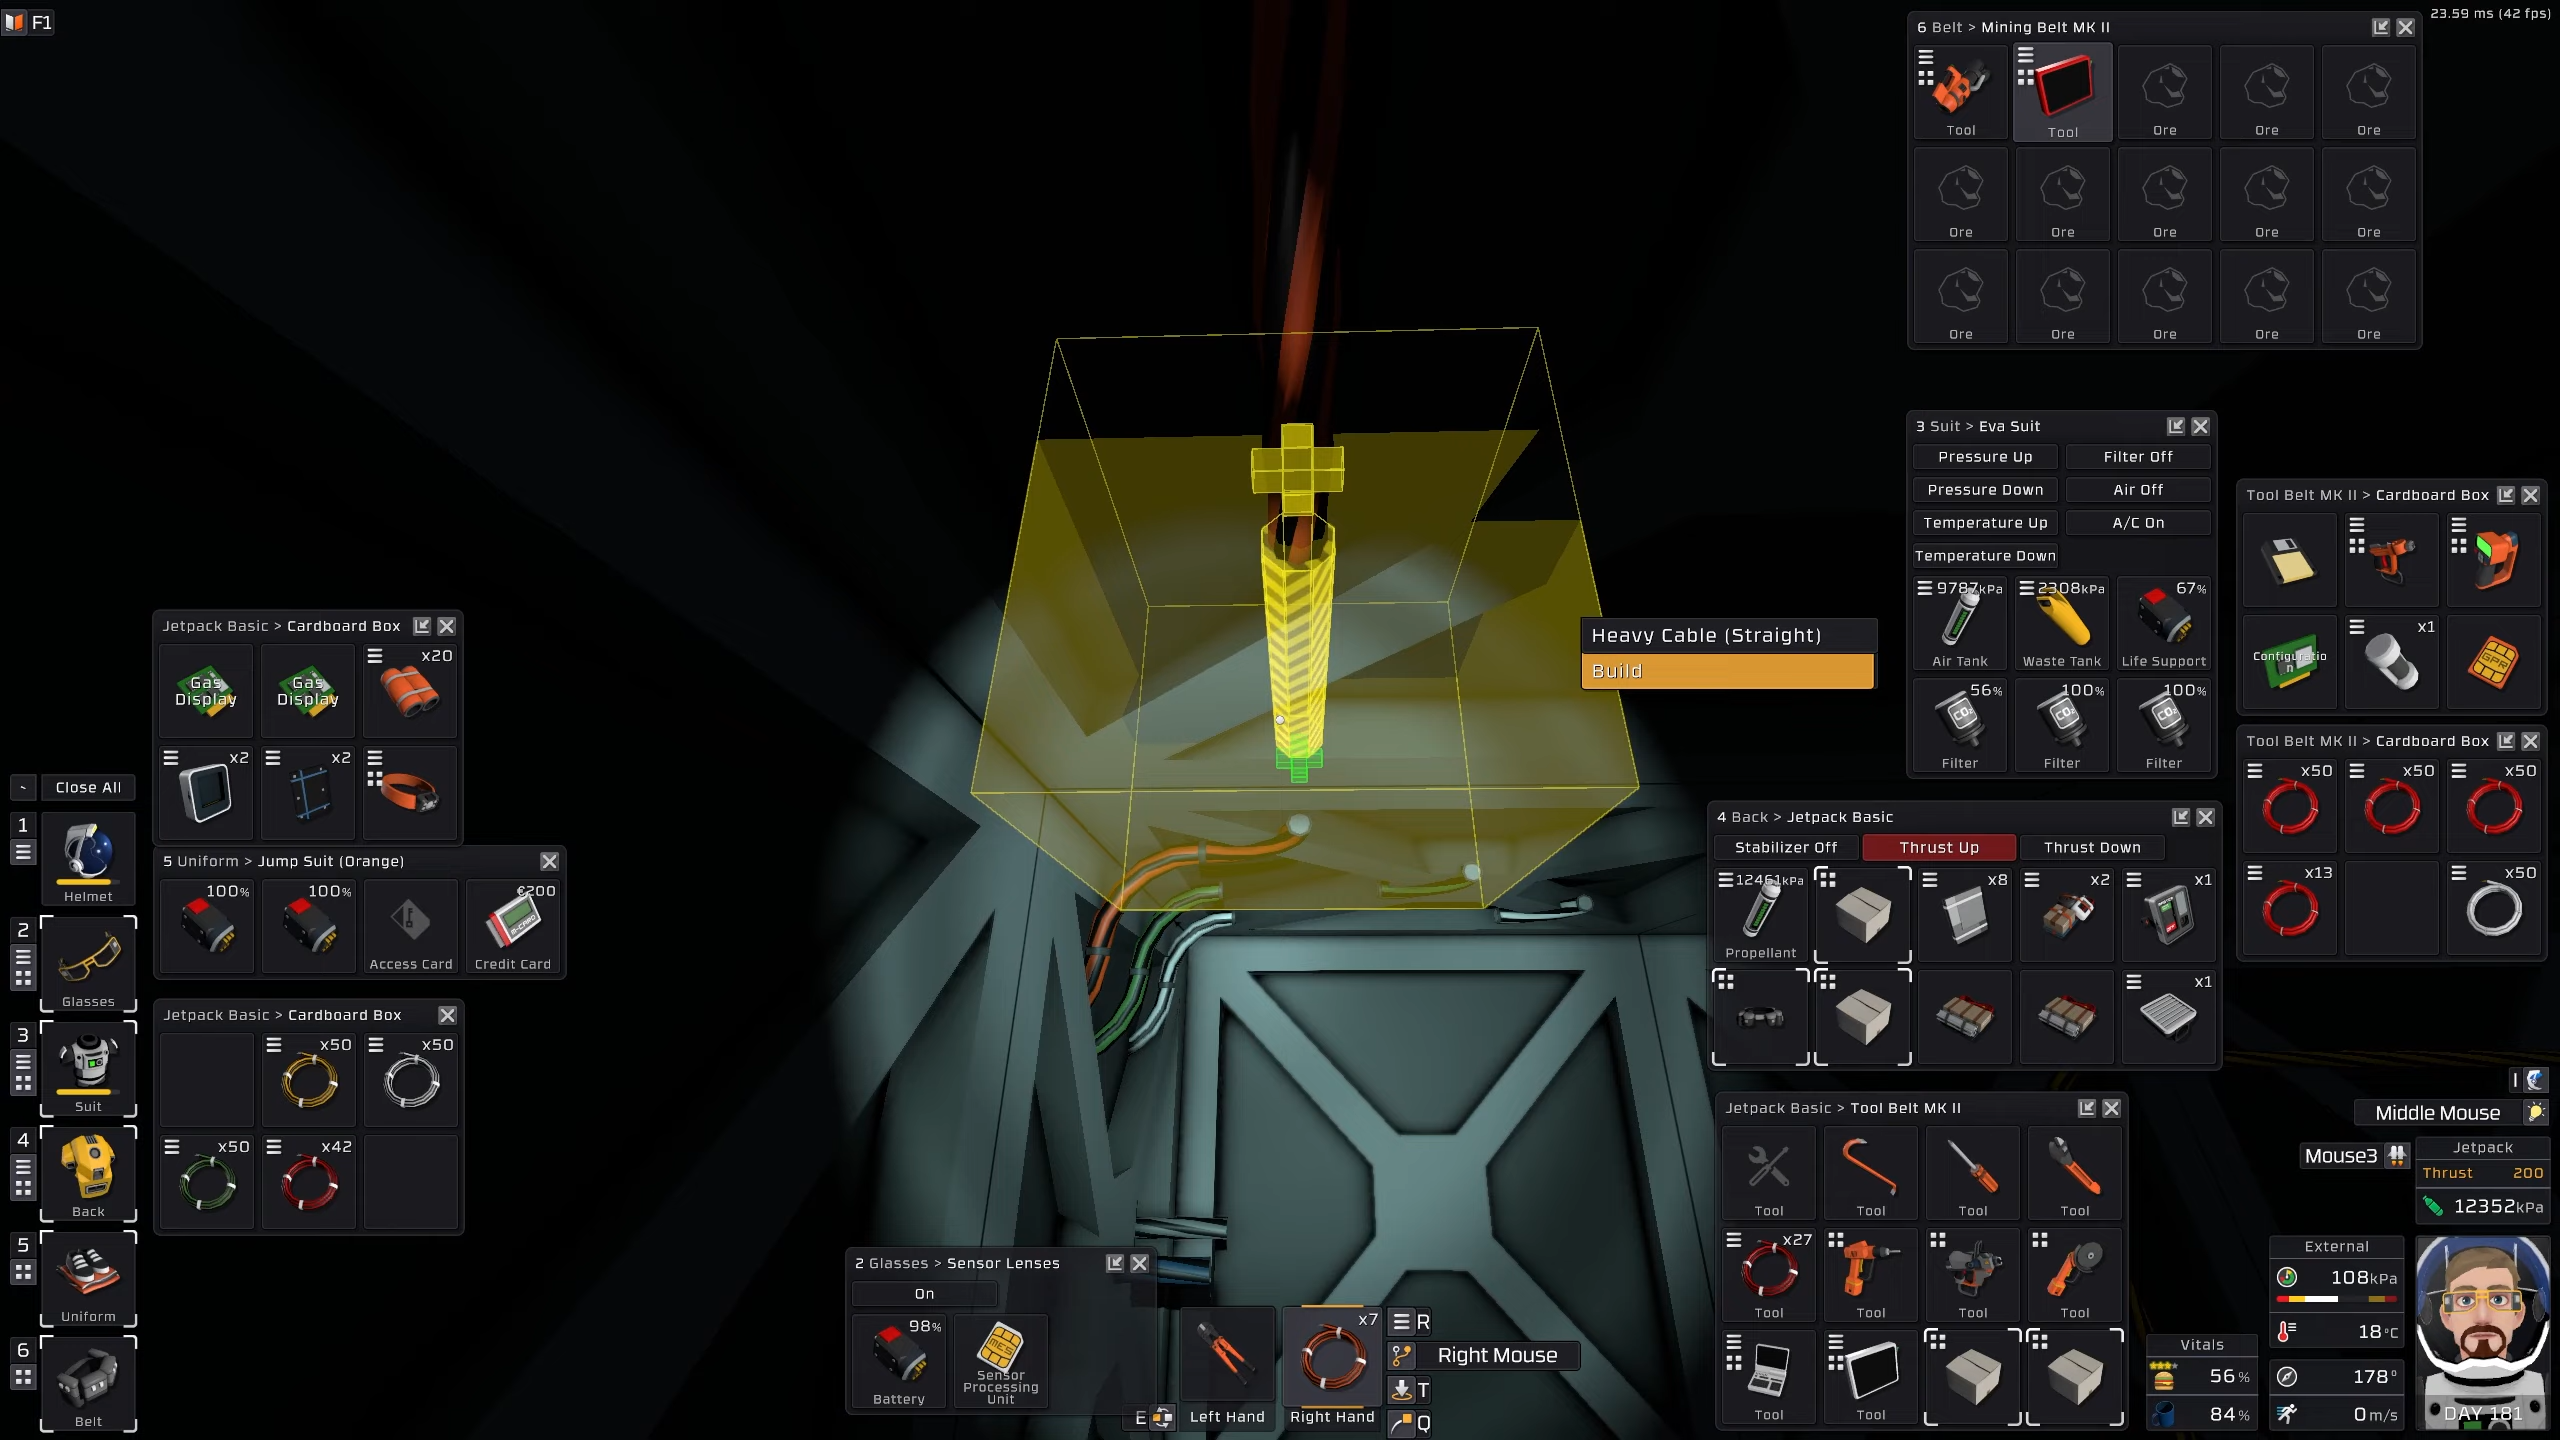 F1
23.59 ms (42 fps)
6 Belt > Mining Belt MK II
Tool
Tool
Ore
Ore
Ore
Ore
Ore
Ore
Ore
Ore
Ore
Ore
Ore
Ore
Ore
3 Suit > Eva Suit
Pressure Up
Filter Off
Pressure Down
Air Off
Temperature Up
A/C On
Temperature Down
9787kPa
2308kPa
67%
Air Tank
Waste Tank
Life Support
56%
100%
100%
CO₂
CO₂
CO₂
Filter
Filter
Filter
Tool Belt MK II > Cardboard Box
Configuratio
n
x1
GPR
Tool Belt MK II > Cardboard Box
x50
x50
x50
x13
x50
Heavy Cable (Straight)
Build
Jetpack Basic > Cardboard Box
Gas
Display
Gas
Display
x20
x2
x2
~
Close All
1
Helmet
2
Glasses
3
Suit
4
Back
5
Uniform
6
Belt
5 Uniform > Jump Suit (Orange)
100%
100%
€200
Access Card
Credit Card
Jetpack Basic > Cardboard Box
x50
x50
x50
x42
4 Back > Jetpack Basic
Stabilizer Off
Thrust Up
Thrust Down
12461kPa
x8
x2
x1
Propellant
x1
Jetpack Basic > Tool Belt MK II
Tool
Tool
Tool
Tool
x27
Tool
Tool
Tool
Tool
Tool
Tool
2 Glasses > Sensor Lenses
On
98%
Battery
MES
Sensor
Processing
Unit
E
Left Hand
x7
Right Hand
R
Right Mouse
T
Q
I
Middle Mouse
Mouse3
Jetpack
Thrust 200
12352kPa
External
108kPa
18°C
178°
0m/s
Vitals
56%
84%
DAY 181